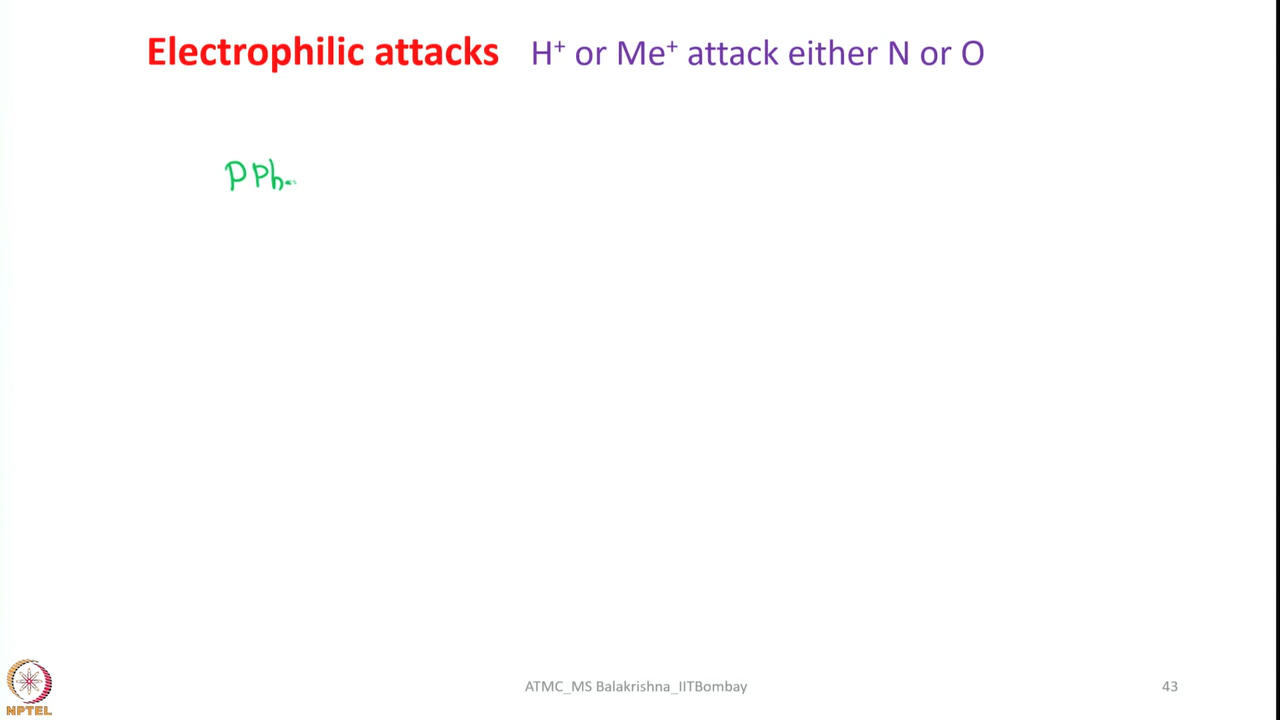 Electrophilic attacks H⁺ or Me⁺ attack either N or O
PPh
ATMC_MS Balakrishna_IITBombay 43
NPTEL